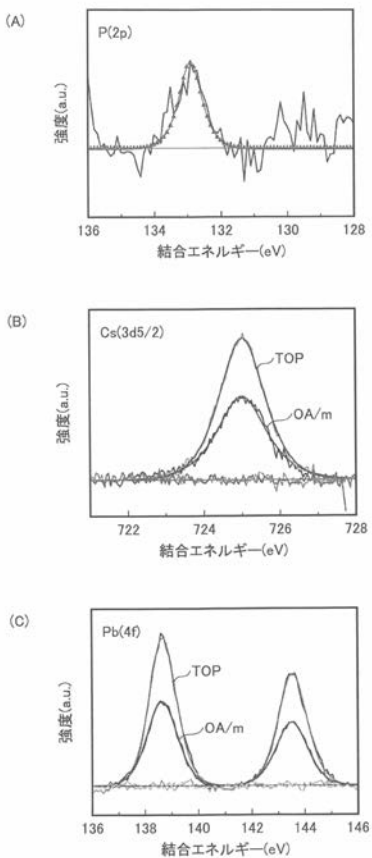 (A)
P(2p)
強度(a.u.)
136 134 132 130 128
結合エネルギー(eV)
(B)
Cs(3d5/2)
TOP
OA/m
強度(a.u.)
722 724 726 728
結合エネルギー(eV)
(C)
Pb(4f)
TOP
OA/m
強度(a.u.)
136 138 140 142 144 146
結合エネルギー(eV)